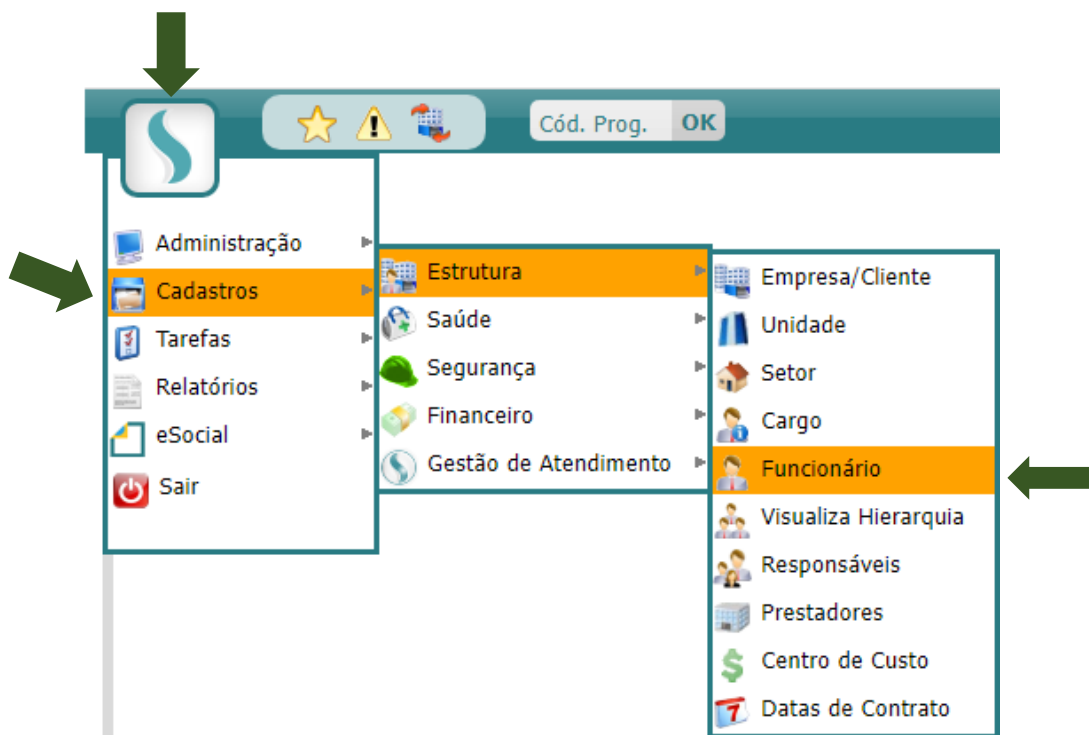 Cód. Prog. OK
Administração
Cadastros
Tarefas
Relatórios
eSocial
Sair
Estrutura
Saúde
Segurança
Financeiro
Gestão de Atendimento
Empresa/Cliente
Unidade
Setor
Cargo
Funcionário
Visualiza Hierarquia
Responsáveis
Prestadores
Centro de Custo
7 Datas de Contrato